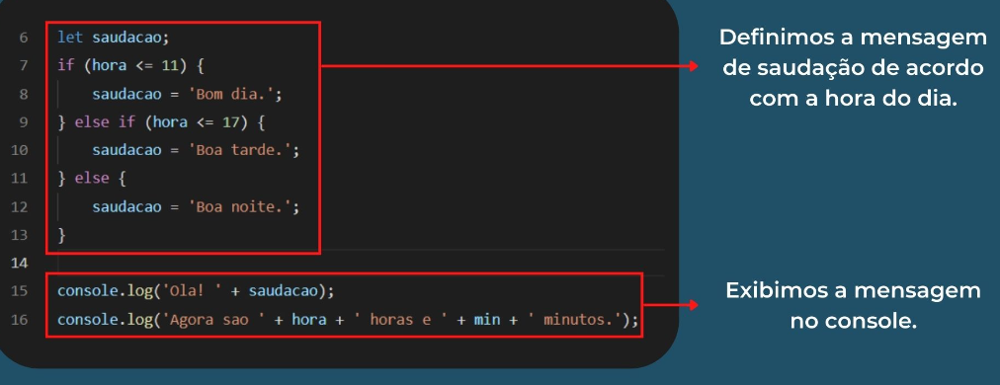 6 let saudacao;
7 if (hora <= 11) {
8 saudacao = 'Bom dia.';
9 } else if (hora <= 17) {
10 saudacao = 'Boa tarde.';
11 } else {
12 saudacao = 'Boa noite.';
13 }
14
15 console.log('Ola! ' + saudacao);
16 console.log('Agora sao ' + hora + ' horas e ' + min + ' minutos.');
Definimos a mensagem
de saudação de acordo
com a hora do dia.
Exibimos a mensagem
no console.